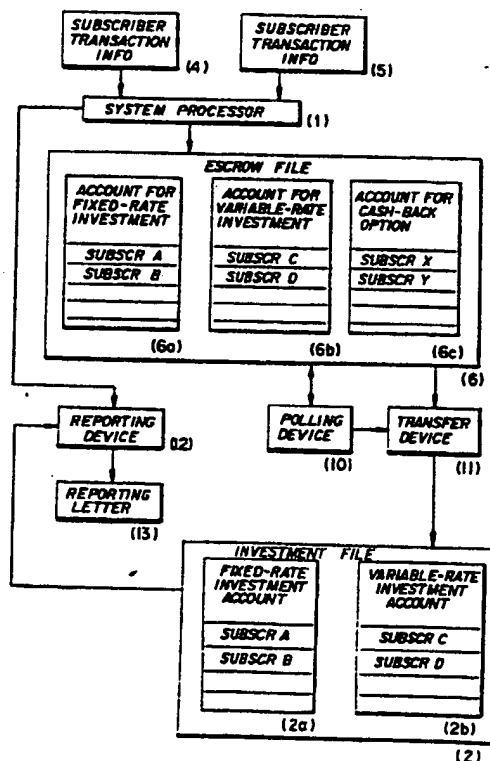 SUBSCRIBER
TRANSACTION
INFO
(4)
SUBSCRIBER
TRANSACTION
INFO
(5)
SYSTEM PROCESSOR
(1)
ESCROW FILE
ACCOUNT FOR
FIXED-RATE
INVESTMENT
SUBSCR A
SUBSCR B
(6a)
ACCOUNT FOR
VARIABLE-RATE
INVESTMENT
SUBSCR C
SUBSCR D
(6b)
ACCOUNT FOR
CASH-BACK
OPTION
SUBSCR X
SUBSCR Y
(6c)
(6)
REPORTING
DEVICE
(12)
POLLING
DEVICE
(10)
TRANSFER
DEVICE
(11)
REPORTING
LETTER
(13)
INVESTMENT FILE
FIXED-RATE
INVESTMENT
ACCOUNT
SUBSCR A
SUBSCR B
(2a)
VARIABLE-RATE
INVESTMENT
ACCOUNT
SUBSCR C
SUBSCR D
(2b)
(2)